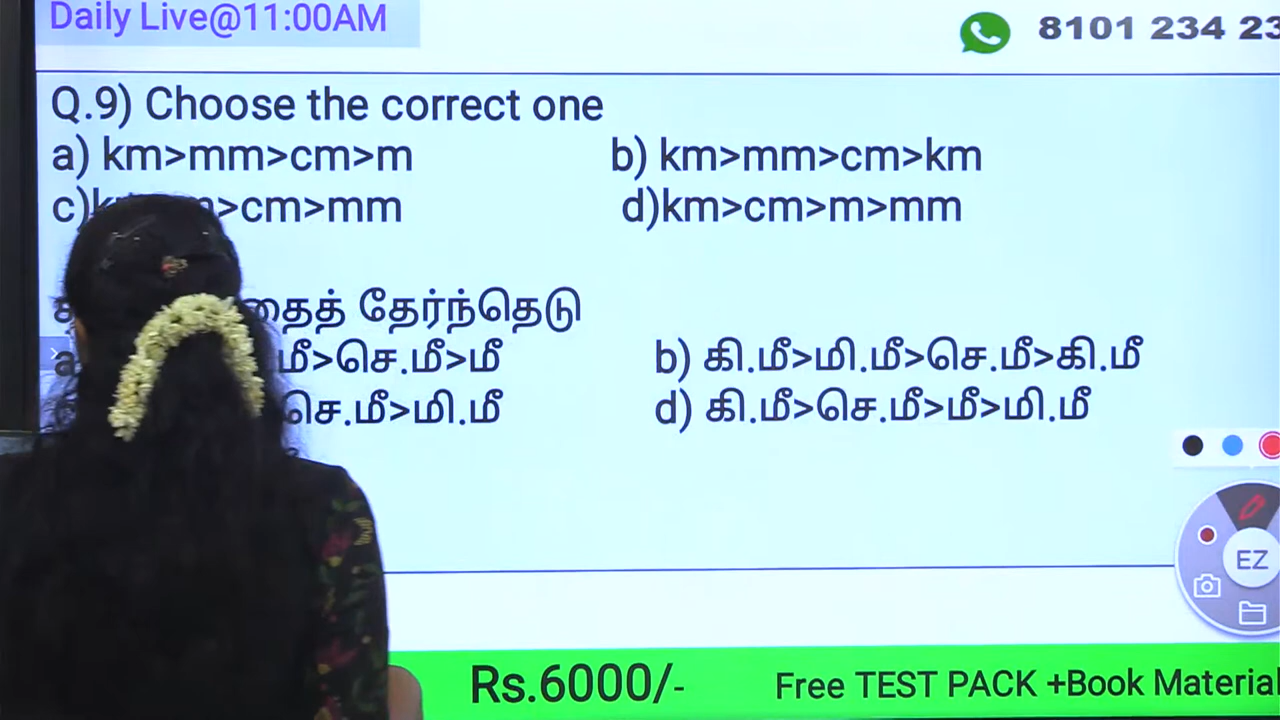 Daily Live@11:00AM
8101 234 23
Q.9) Choose the correct one
a) km>mm>cm>m b) km>mm>cm>km
c) >cm>mm d)km>cm>m>mm
தேர்ந்தெடு
மீ>செ.மீ>மீ b) கி.மீ>மி.மீ>செ.மீ>கி.மீ
செ.மீ>மி.மீ d) கி.மீ>செ.மீ>மீ>மி.மீ
EZ
Rs.6000/- Free TEST PACK +Book Material